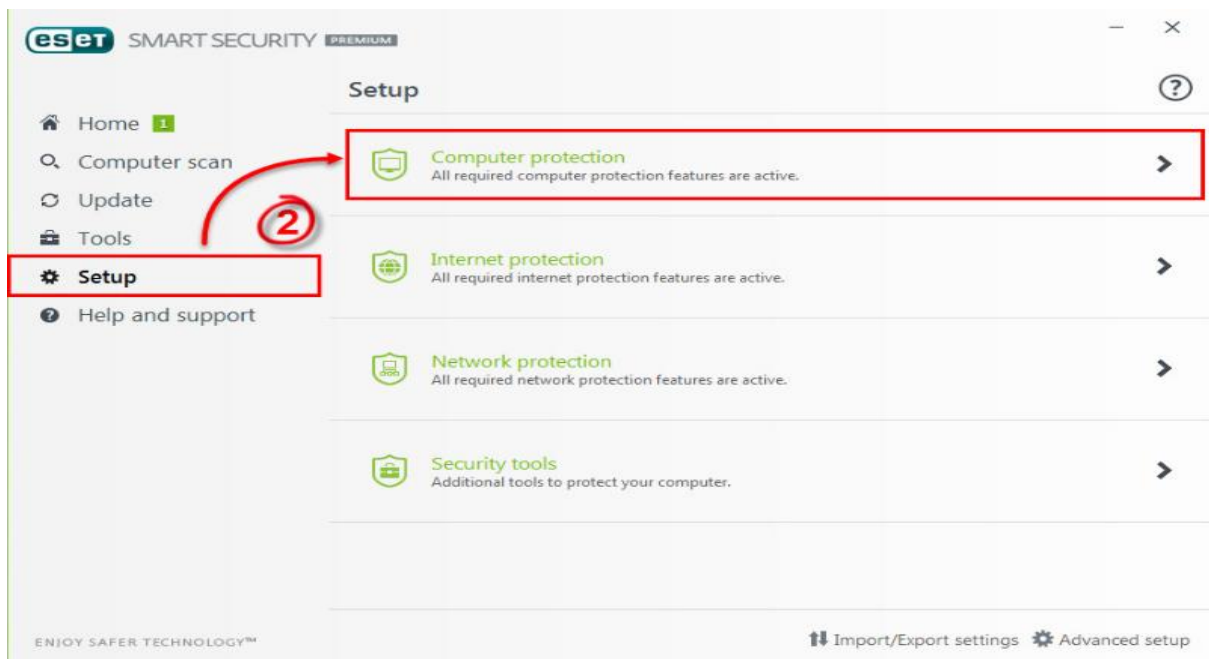 eset SMART SECURITY PREMIUM
Setup
?
Home 1
Computer scan
Update
Tools
Setup
Help and support
2
Computer protection
All required computer protection features are active.
Internet protection
All required internet protection features are active.
Network protection
All required network protection features are active.
Security tools
Additional tools to protect your computer.
ENJOY SAFER TECHNOLOGY™
Import/Export settings Advanced setup